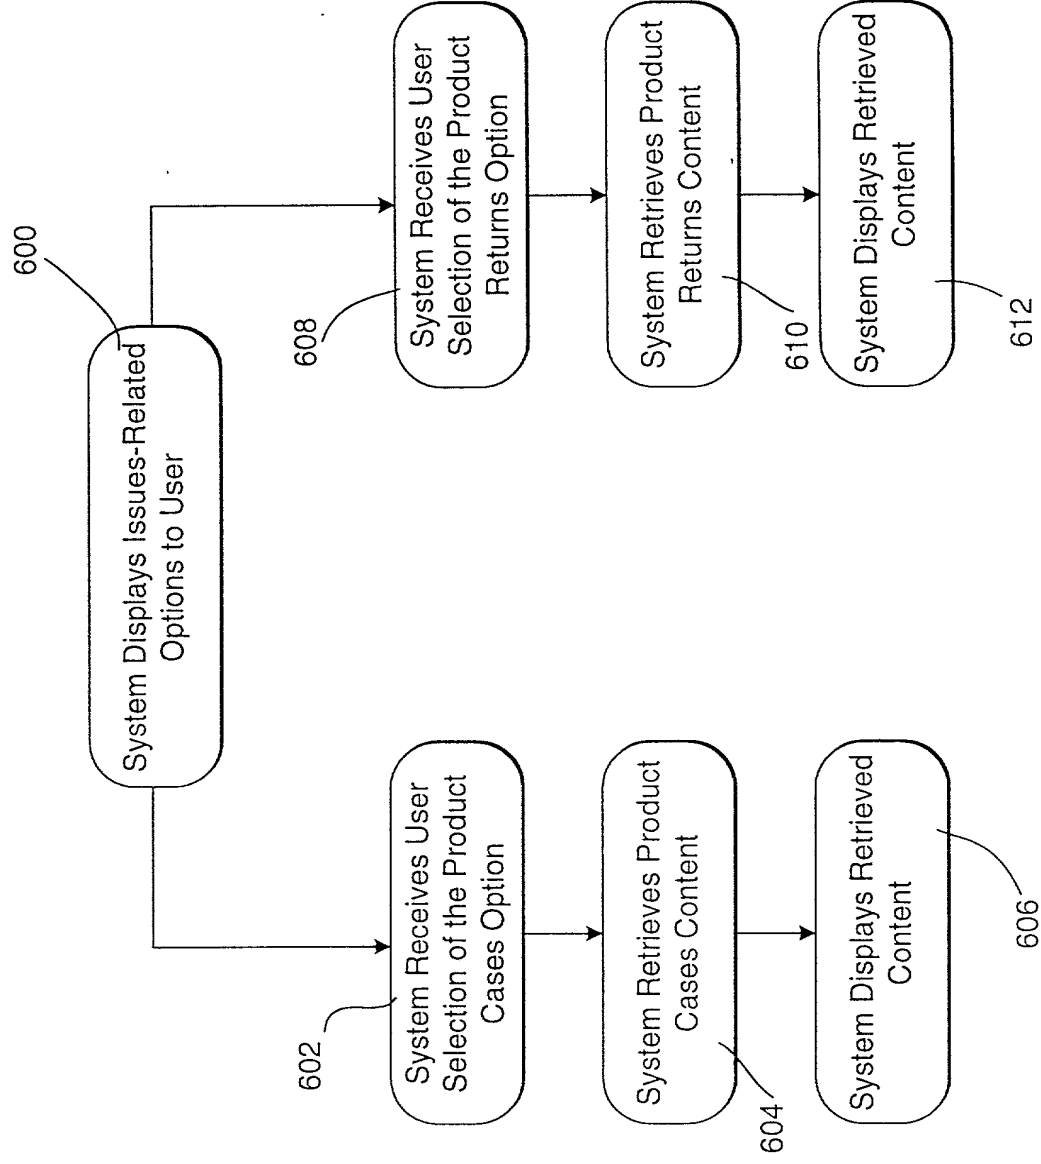 600
System Displays Issues-Related
Options to User
602
System Receives User
Selection of the Product
Cases Option
604
System Retrieves Product
Cases Content
606
System Displays Retrieved
Content
608
System Receives User
Selection of the Product
Returns Option
610
System Retrieves Product
Returns Content
612
System Displays Retrieved
Content